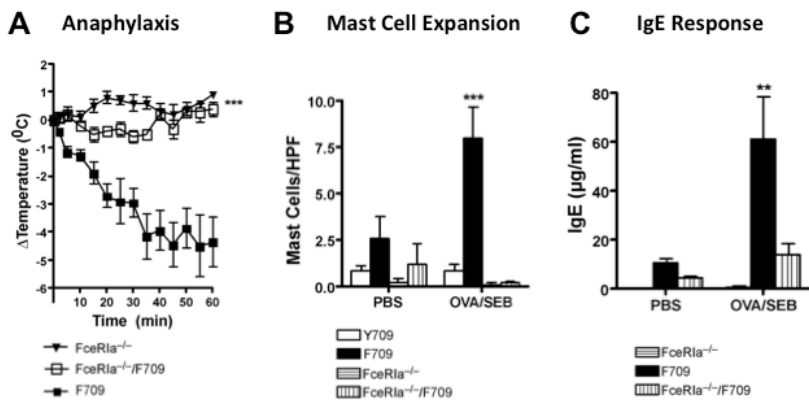 A Anaphylaxis
ΔTemperature (⁰C)
2
1
0
-1
-2
-3
-4
-5
-6
***
10 20 30 40 50 60
Time (min)
FceRIa⁻/⁻
FceRIa⁻/⁻/F709
F709
B Mast Cell Expansion
Mast Cells/HPF
10.0
7.5
5.0
2.5
0.0
***
PBS OVA/SEB
Y709
F709
FceRIa⁻/⁻
FceRIa⁻/⁻/F709
C IgE Response
IgE (μg/ml)
80
60
40
20
0
**
PBS OVA/SEB
FceRIa⁻/⁻
F709
FceRIa⁻/⁻/F709